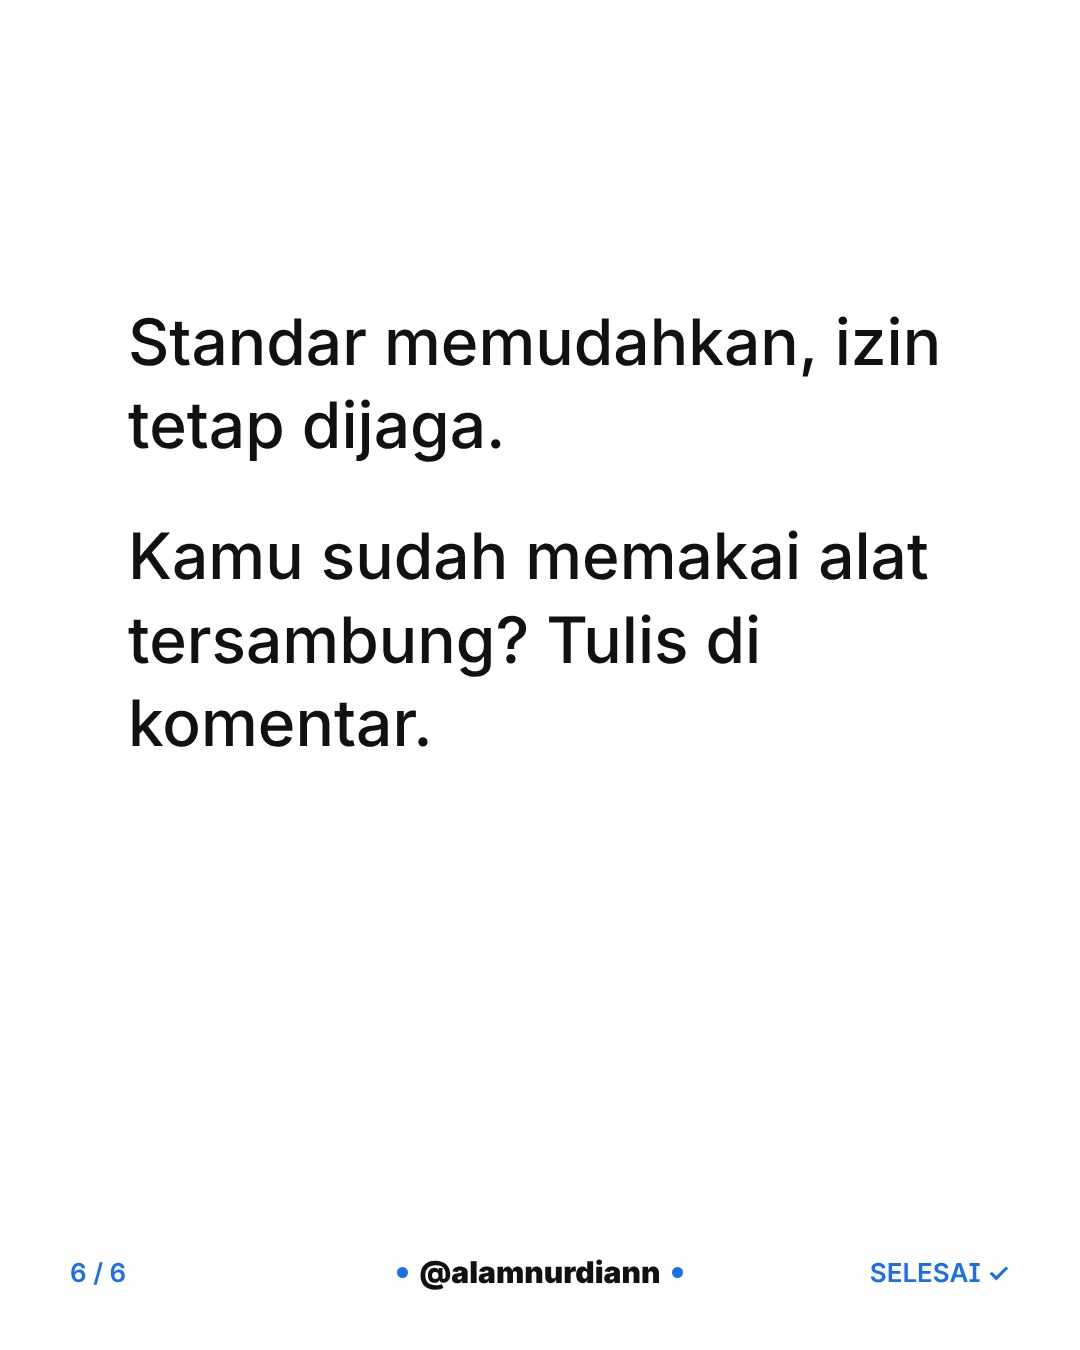 Standar memudahkan, izin
tetap dijaga.
Kamu sudah memakai alat
tersambung? Tulis di
komentar.
6 / 6
• @alamnurdiann •
SELESAI ✓